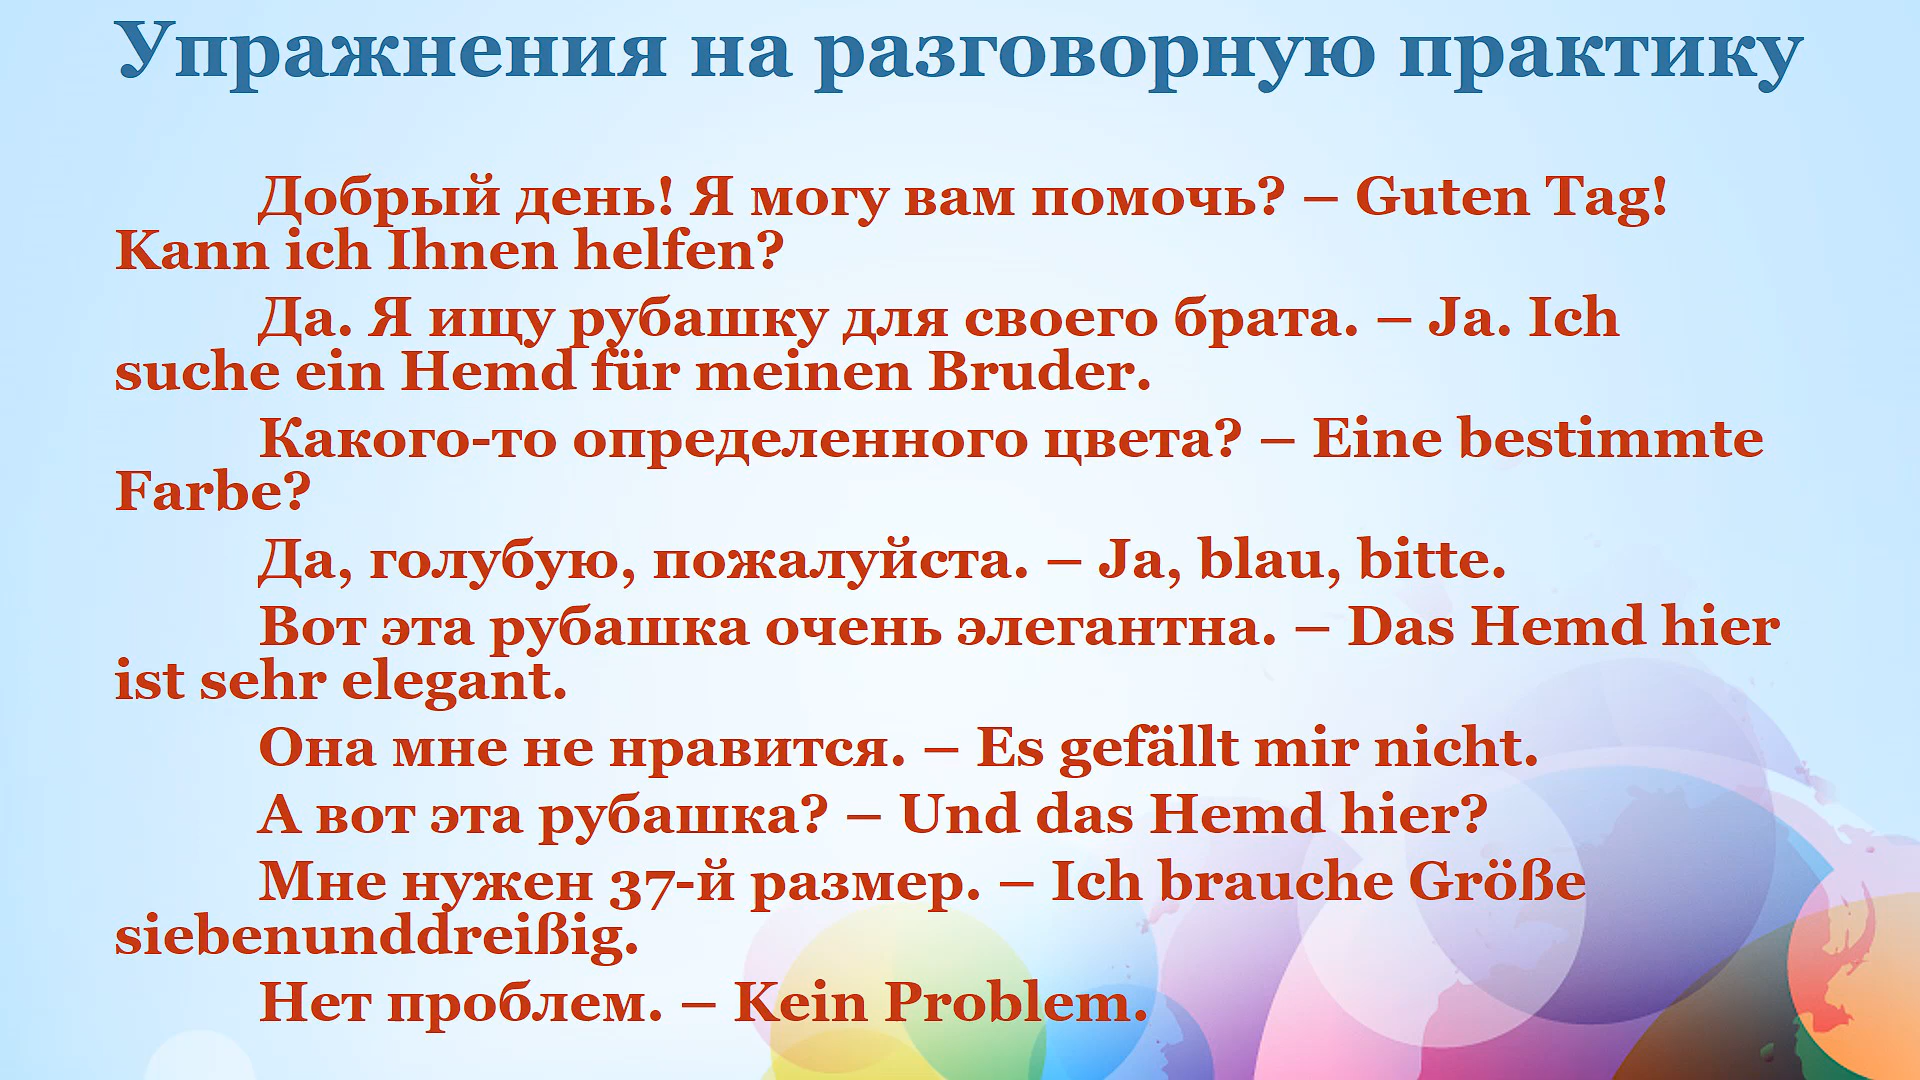 Упражнения на разговорную практику
Добрый день! Я могу вам помочь? – Guten Tag!
Kann ich Ihnen helfen?
Да. Я ищу рубашку для своего брата. – Ja. Ich
suche ein Hemd für meinen Bruder.
Какого-то определенного цвета? – Eine bestimmte
Farbe?
Да, голубую, пожалуйста. – Ja, blau, bitte.
Вот эта рубашка очень элегантна. – Das Hemd hier
ist sehr elegant.
Она мне не нравится. – Es gefällt mir nicht.
А вот эта рубашка? – Und das Hemd hier?
Мне нужен 37-й размер. – Ich brauche Größe
siebenunddreißig.
Нет проблем. – Kein Problem.